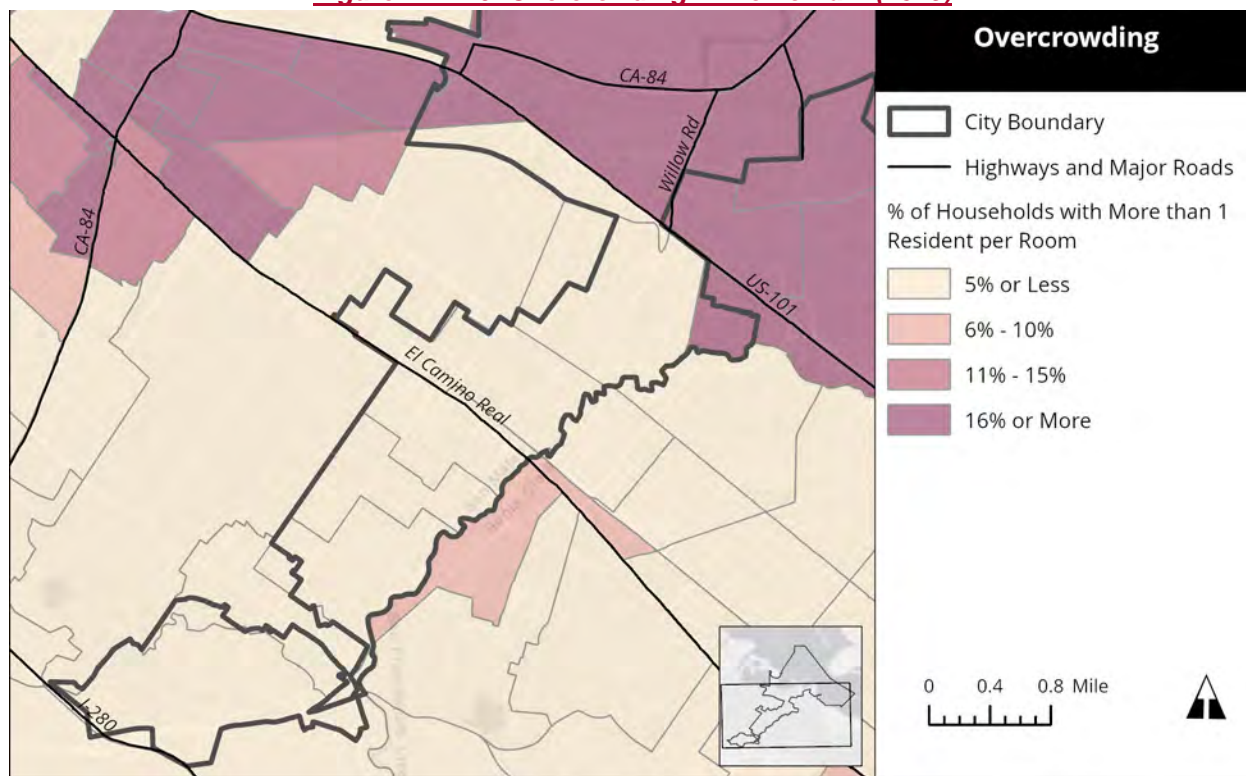 Overcrowding
City Boundary
Highways and Major Roads
% of Households with More than 1
Resident per Room
5% or Less
6% - 10%
11% - 15%
16% or More
0 0.4 0.8 Mile
CA-84
Willow Rd
CA-84
US-101
El Camino Real
I-280